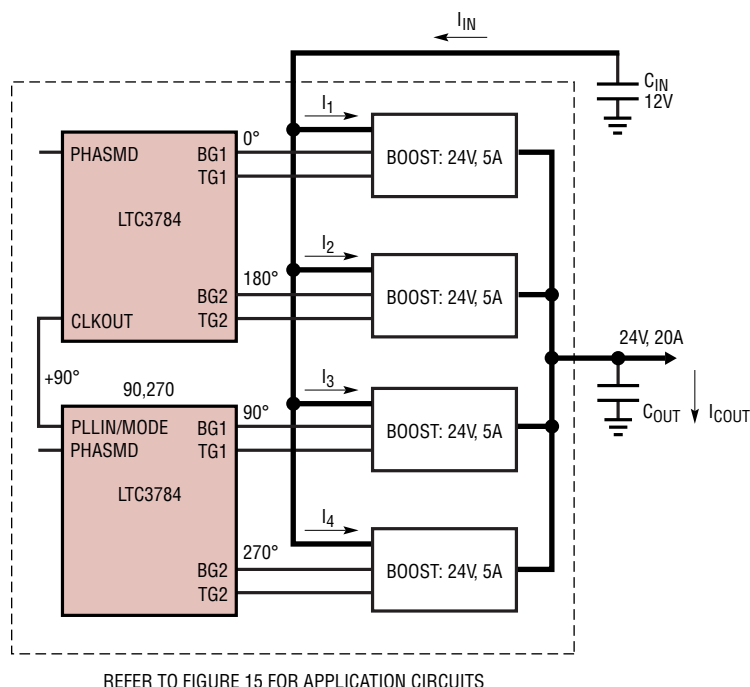 I_IN
C_IN
12V
I_1
0°
PHASMD BG1
TG1
BOOST: 24V, 5A
LTC3784
I_2
180°
BG2
CLKOUT TG2
BOOST: 24V, 5A
24V, 20A
+90°
90,270
I_3
90°
C_OUT I_COUT
PLLIN/MODE BG1
PHASMD TG1
BOOST: 24V, 5A
LTC3784
I_4
270°
BG2
TG2
BOOST: 24V, 5A
REFER TO FIGURE 15 FOR APPLICATION CIRCUITS